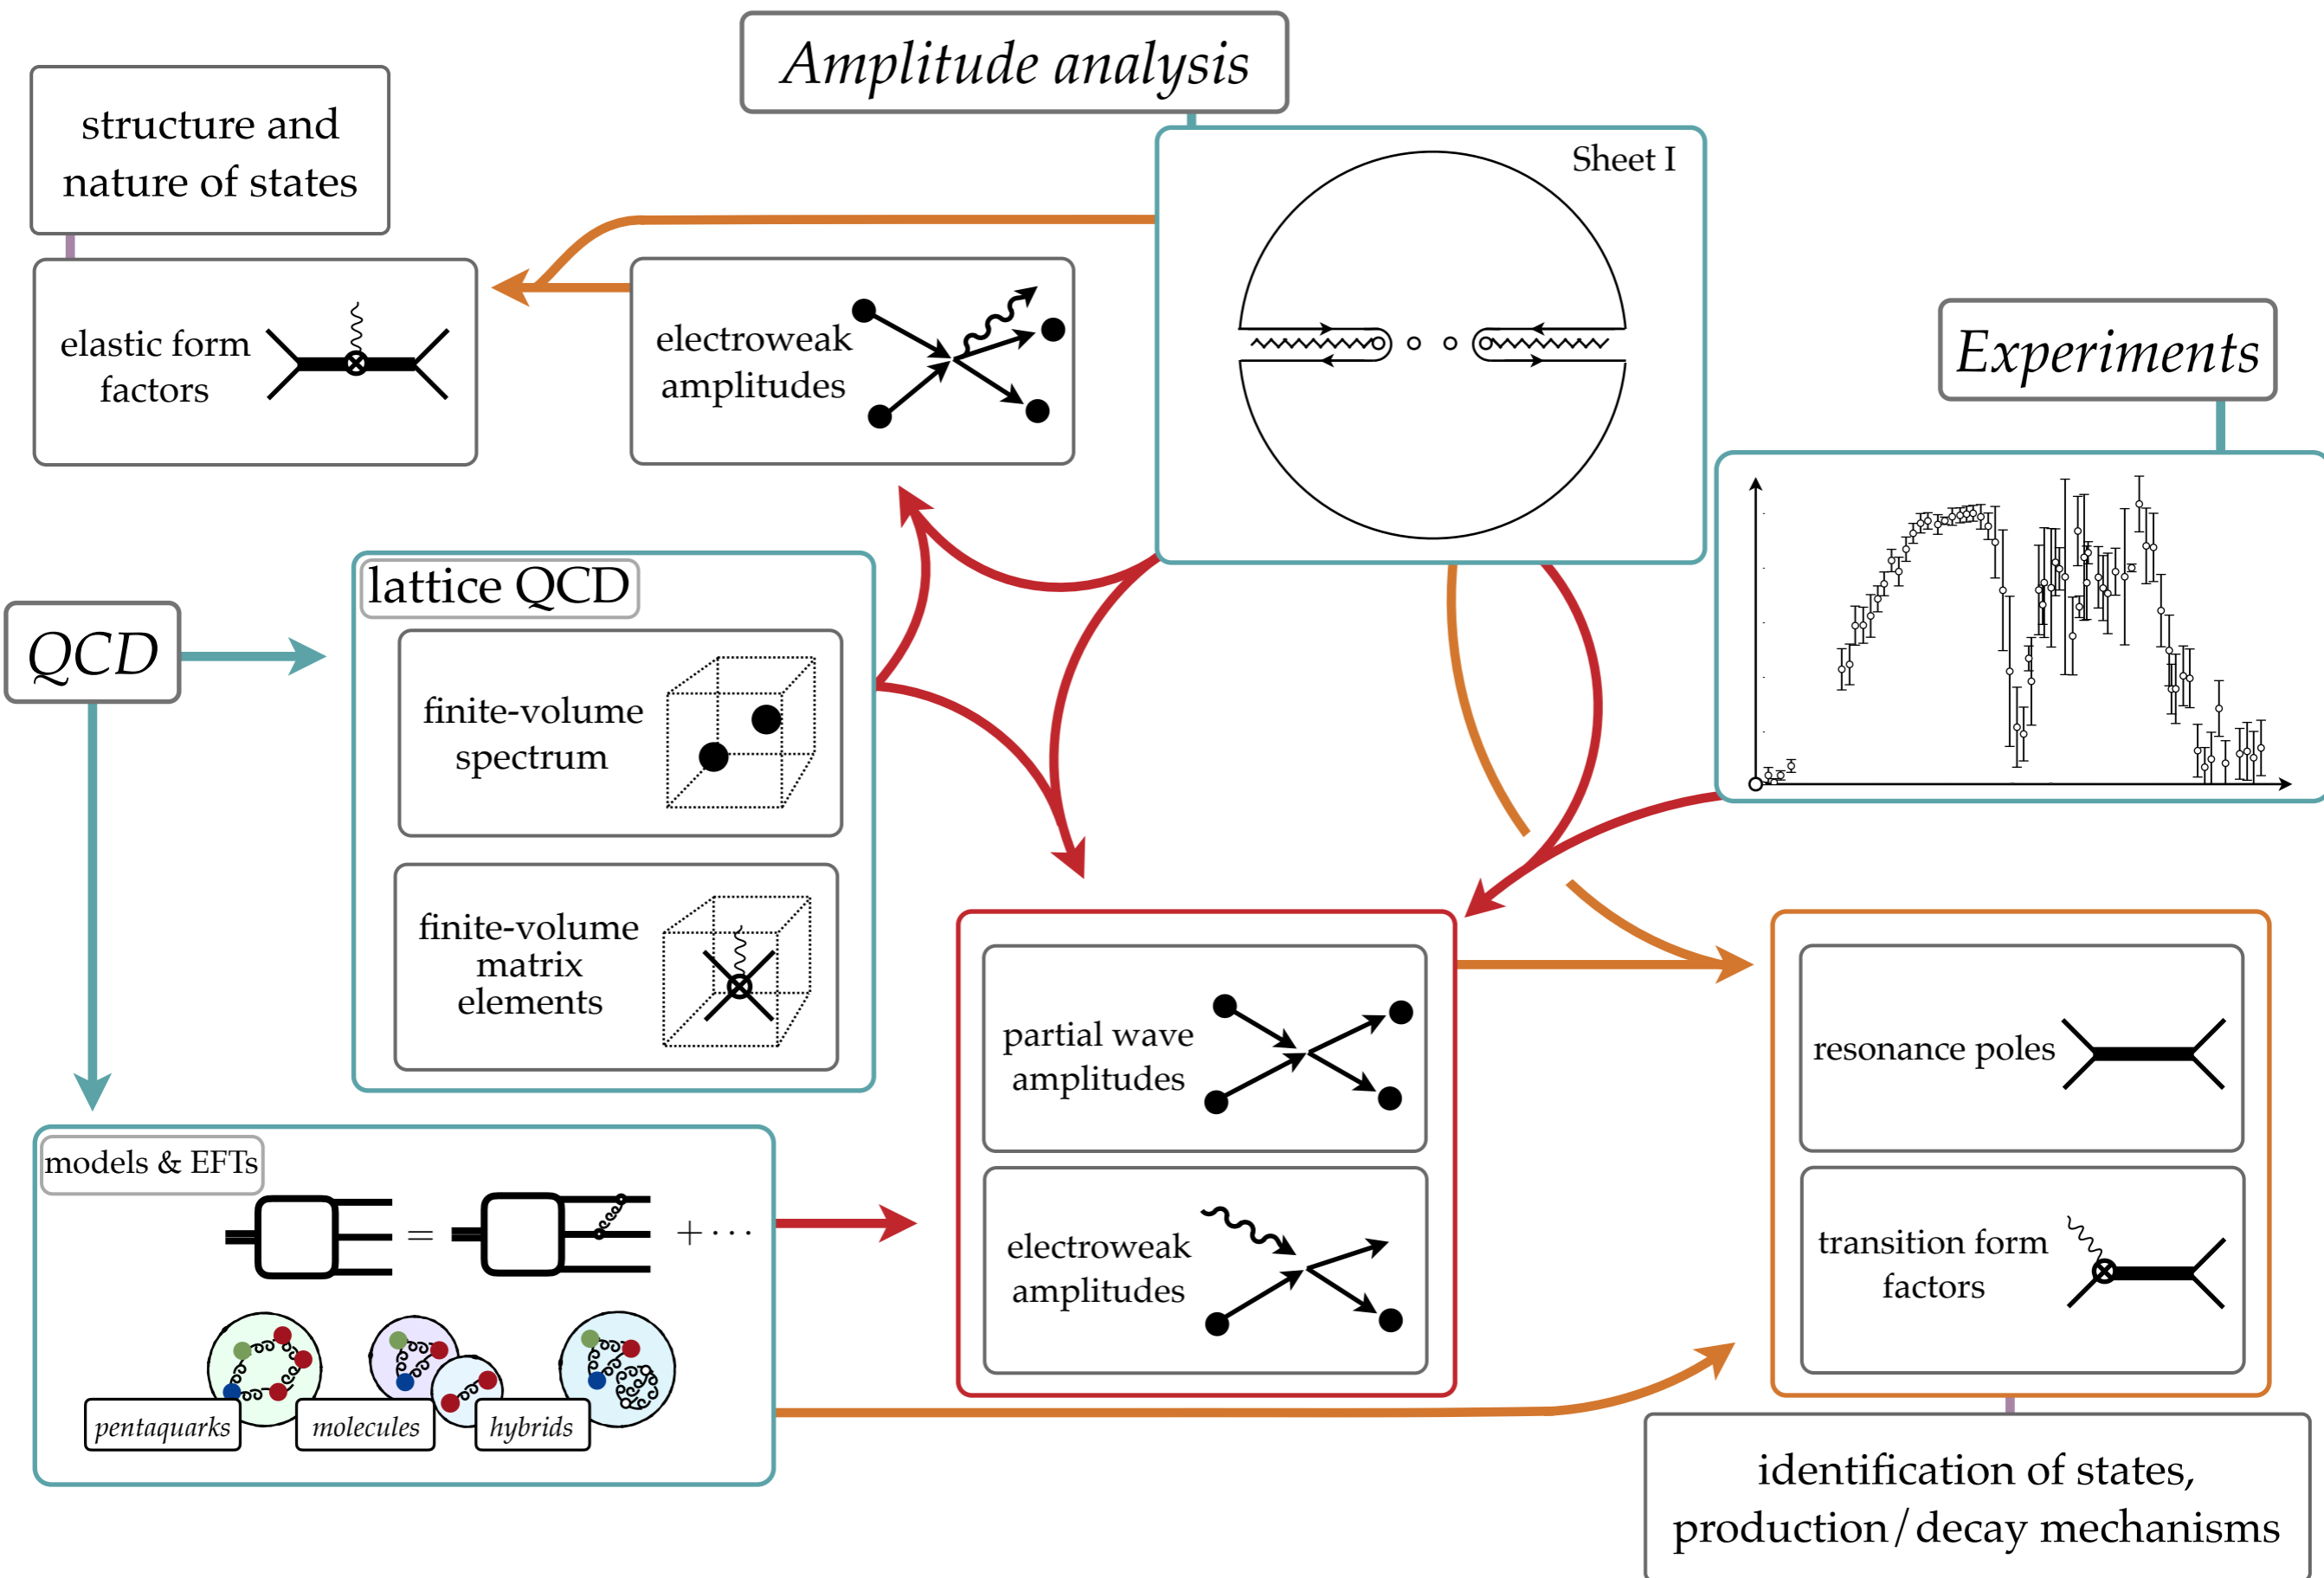 Amplitude analysis
structure and
nature of states
Sheet I
elastic form
factors
electroweak
amplitudes
Experiments
lattice QCD
QCD
finite-volume
spectrum
finite-volume
matrix
elements
partial wave
amplitudes
resonance poles
models & EFTs
= + ···
electroweak
amplitudes
transition form
factors
pentaquarks
molecules
hybrids
identification of states,
production/decay mechanisms